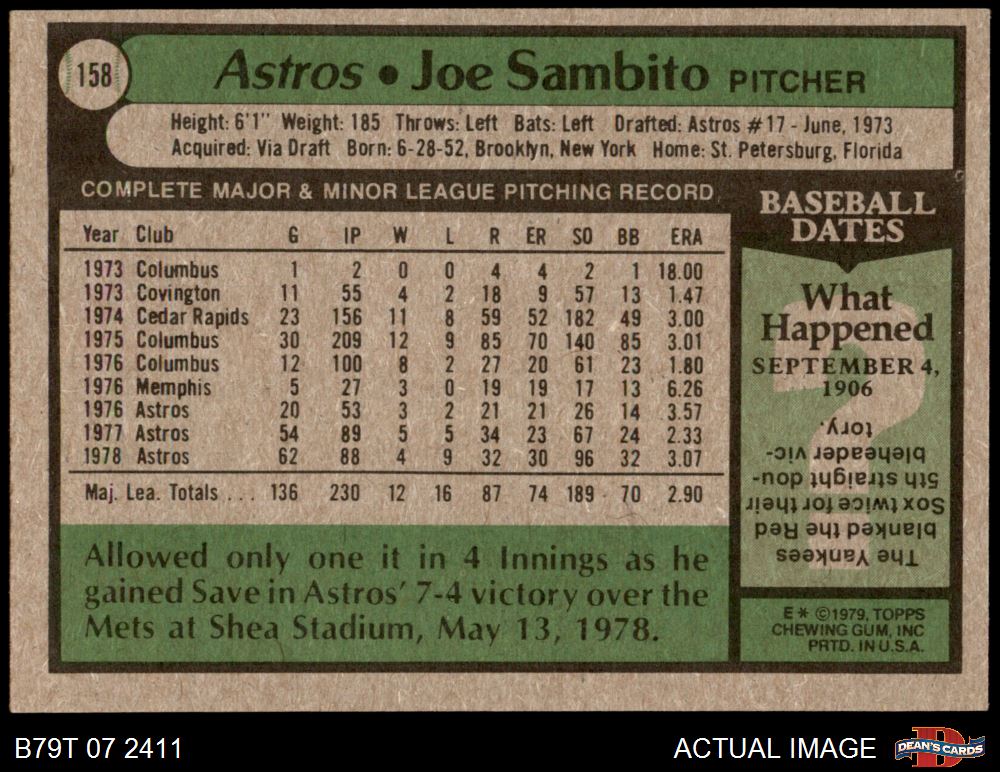 158
Astros • Joe Sambito PITCHER
Height: 6'1" Weight: 185 Throws: Left Bats: Left Drafted: Astros #17 - June, 1973
Acquired: Via Draft Born: 6-28-52, Brooklyn, New York Home: St. Petersburg, Florida
COMPLETE MAJOR & MINOR LEAGUE PITCHING RECORD
Year Club G IP W L R ER SO BB ERA
1973 Columbus 1 2 0 0 4 4 2 1 18.00
1973 Covington 11 55 4 2 18 9 57 13 1.47
1974 Cedar Rapids 23 156 11 8 59 52 182 49 3.00
1975 Columbus 30 209 12 9 85 70 140 85 3.01
1976 Columbus 12 100 8 2 27 20 61 23 1.80
1976 Memphis 5 27 3 0 19 19 17 13 6.26
1976 Astros 20 53 3 2 21 21 26 14 3.57
1977 Astros 54 89 5 5 34 23 67 24 2.33
1978 Astros 62 88 4 9 32 30 96 32 3.07
Maj. Lea. Totals ... 136 230 12 16 87 74 189 70 2.90
Allowed only one it in 4 Innings as he
gained Save in Astros' 7-4 victory over the
Mets at Shea Stadium, May 13, 1978.
BASEBALL
DATES
What
Happened
SEPTEMBER 4,
1906
The Yankees
blanked the Red
Sox twice for their
5th straight dou-
bleheader vic-
tory.
E* ©1979, TOPPS
CHEWING GUM, INC
PRTD. IN U.S.A.
B79T 07 2411
ACTUAL IMAGE
DEAN'S CARDS